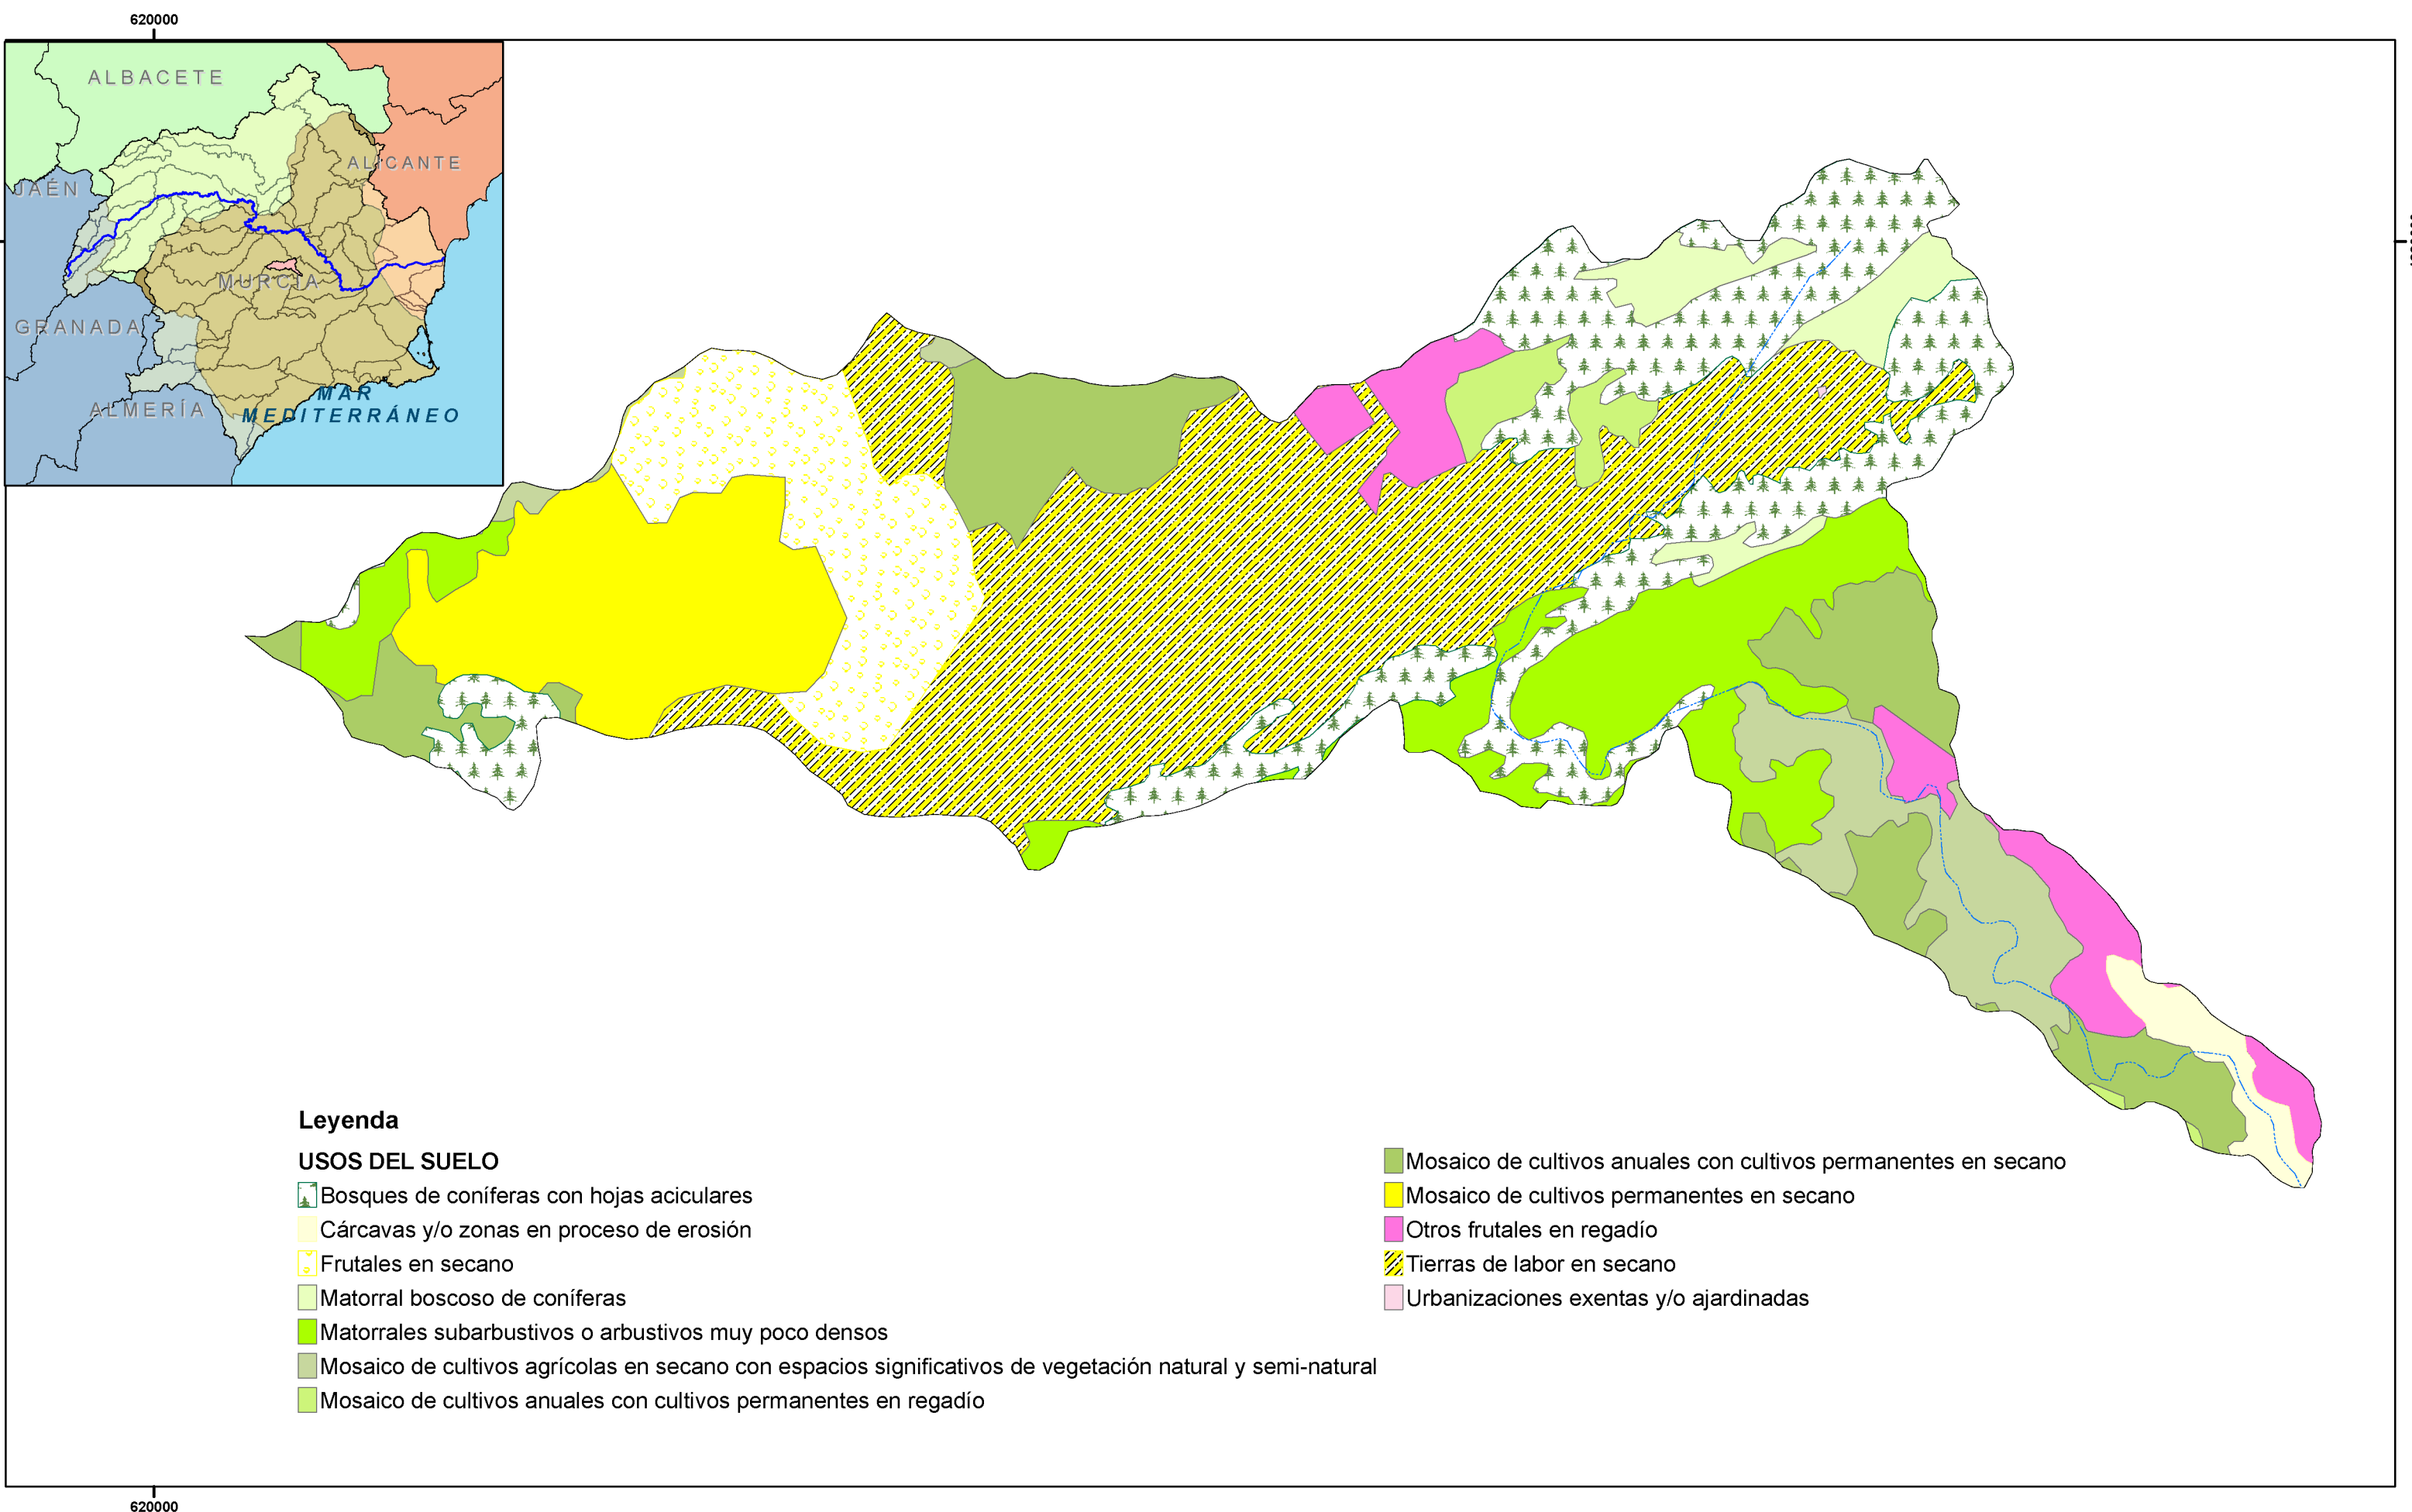 620000
ALBACETE
ALICANTE
JAÉN
MURCIA
GRANADA
ALMERÍA
MAR
MEDITERRÁNEO
Leyenda
USOS DEL SUELO
Bosques de coníferas con hojas aciculares
Cárcavas y/o zonas en proceso de erosión
Frutales en secano
Matorral boscoso de coníferas
Matorrales subarbustivos o arbustivos muy poco densos
Mosaico de cultivos agrícolas en secano con espacios significativos de vegetación natural y semi-natural
Mosaico de cultivos anuales con cultivos permanentes en regadío
Mosaico de cultivos anuales con cultivos permanentes en secano
Mosaico de cultivos permanentes en secano
Otros frutales en regadío
Tierras de labor en secano
Urbanizaciones exentas y/o ajardinadas
620000